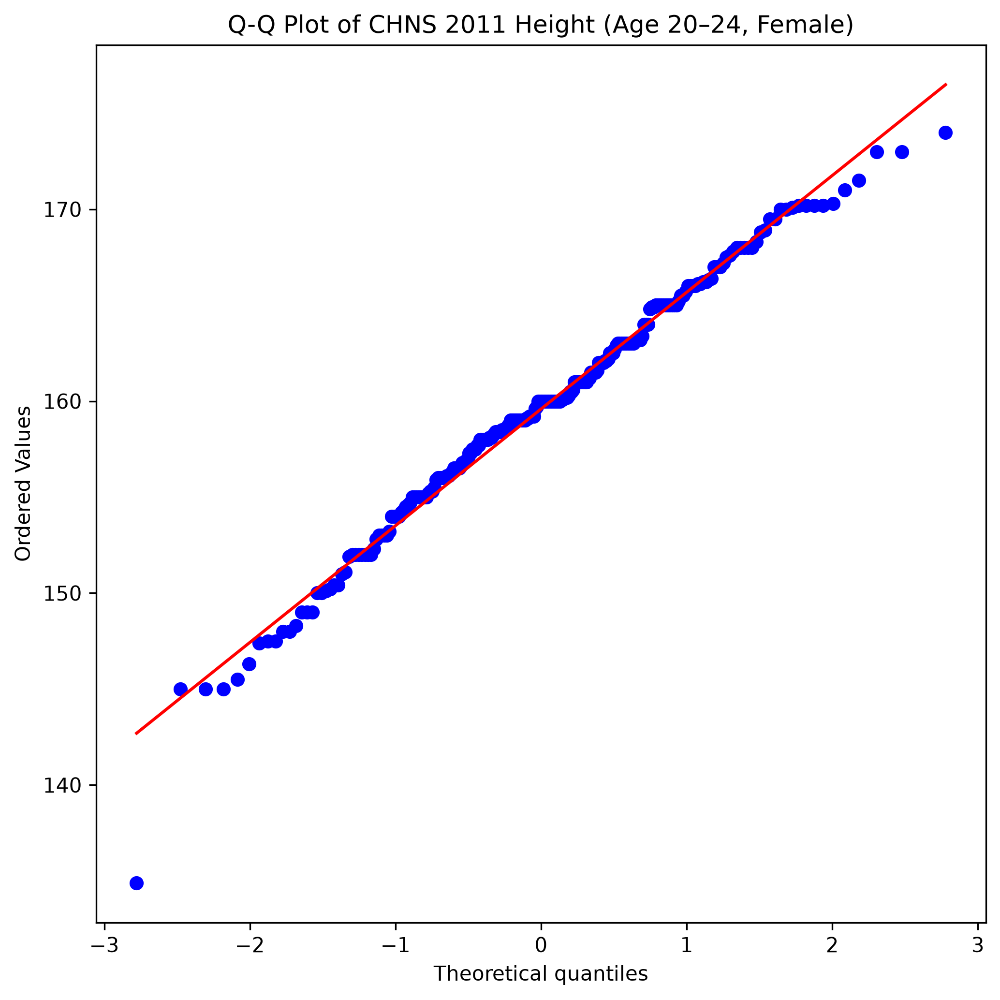 Q-Q Plot of CHNS 2011 Height (Age 20–24, Female)
Ordered Values
170
160
150
140
−3 −2 −1 0 1 2 3
Theoretical quantiles